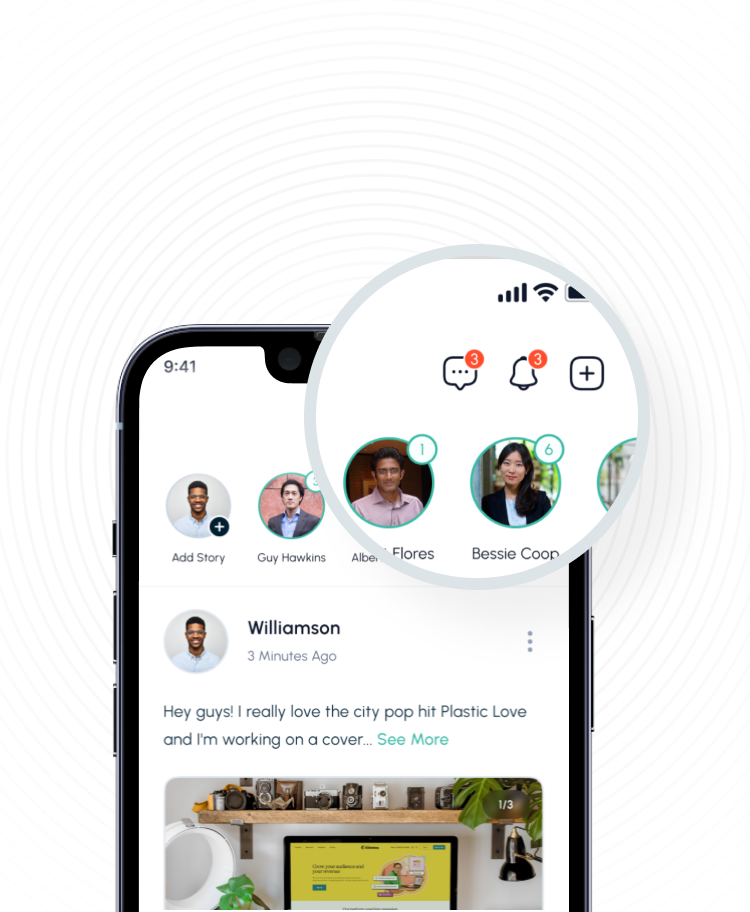 9:41
3
3
1
6
3
Add Story
Guy Hawkins
Alber
Flores
Bessie Coop
Williamson
3 Minutes Ago
Hey guys! I really love the city pop hit Plastic Love
and I'm working on a cover... See More
1/3
Grow your audience and
your revenue